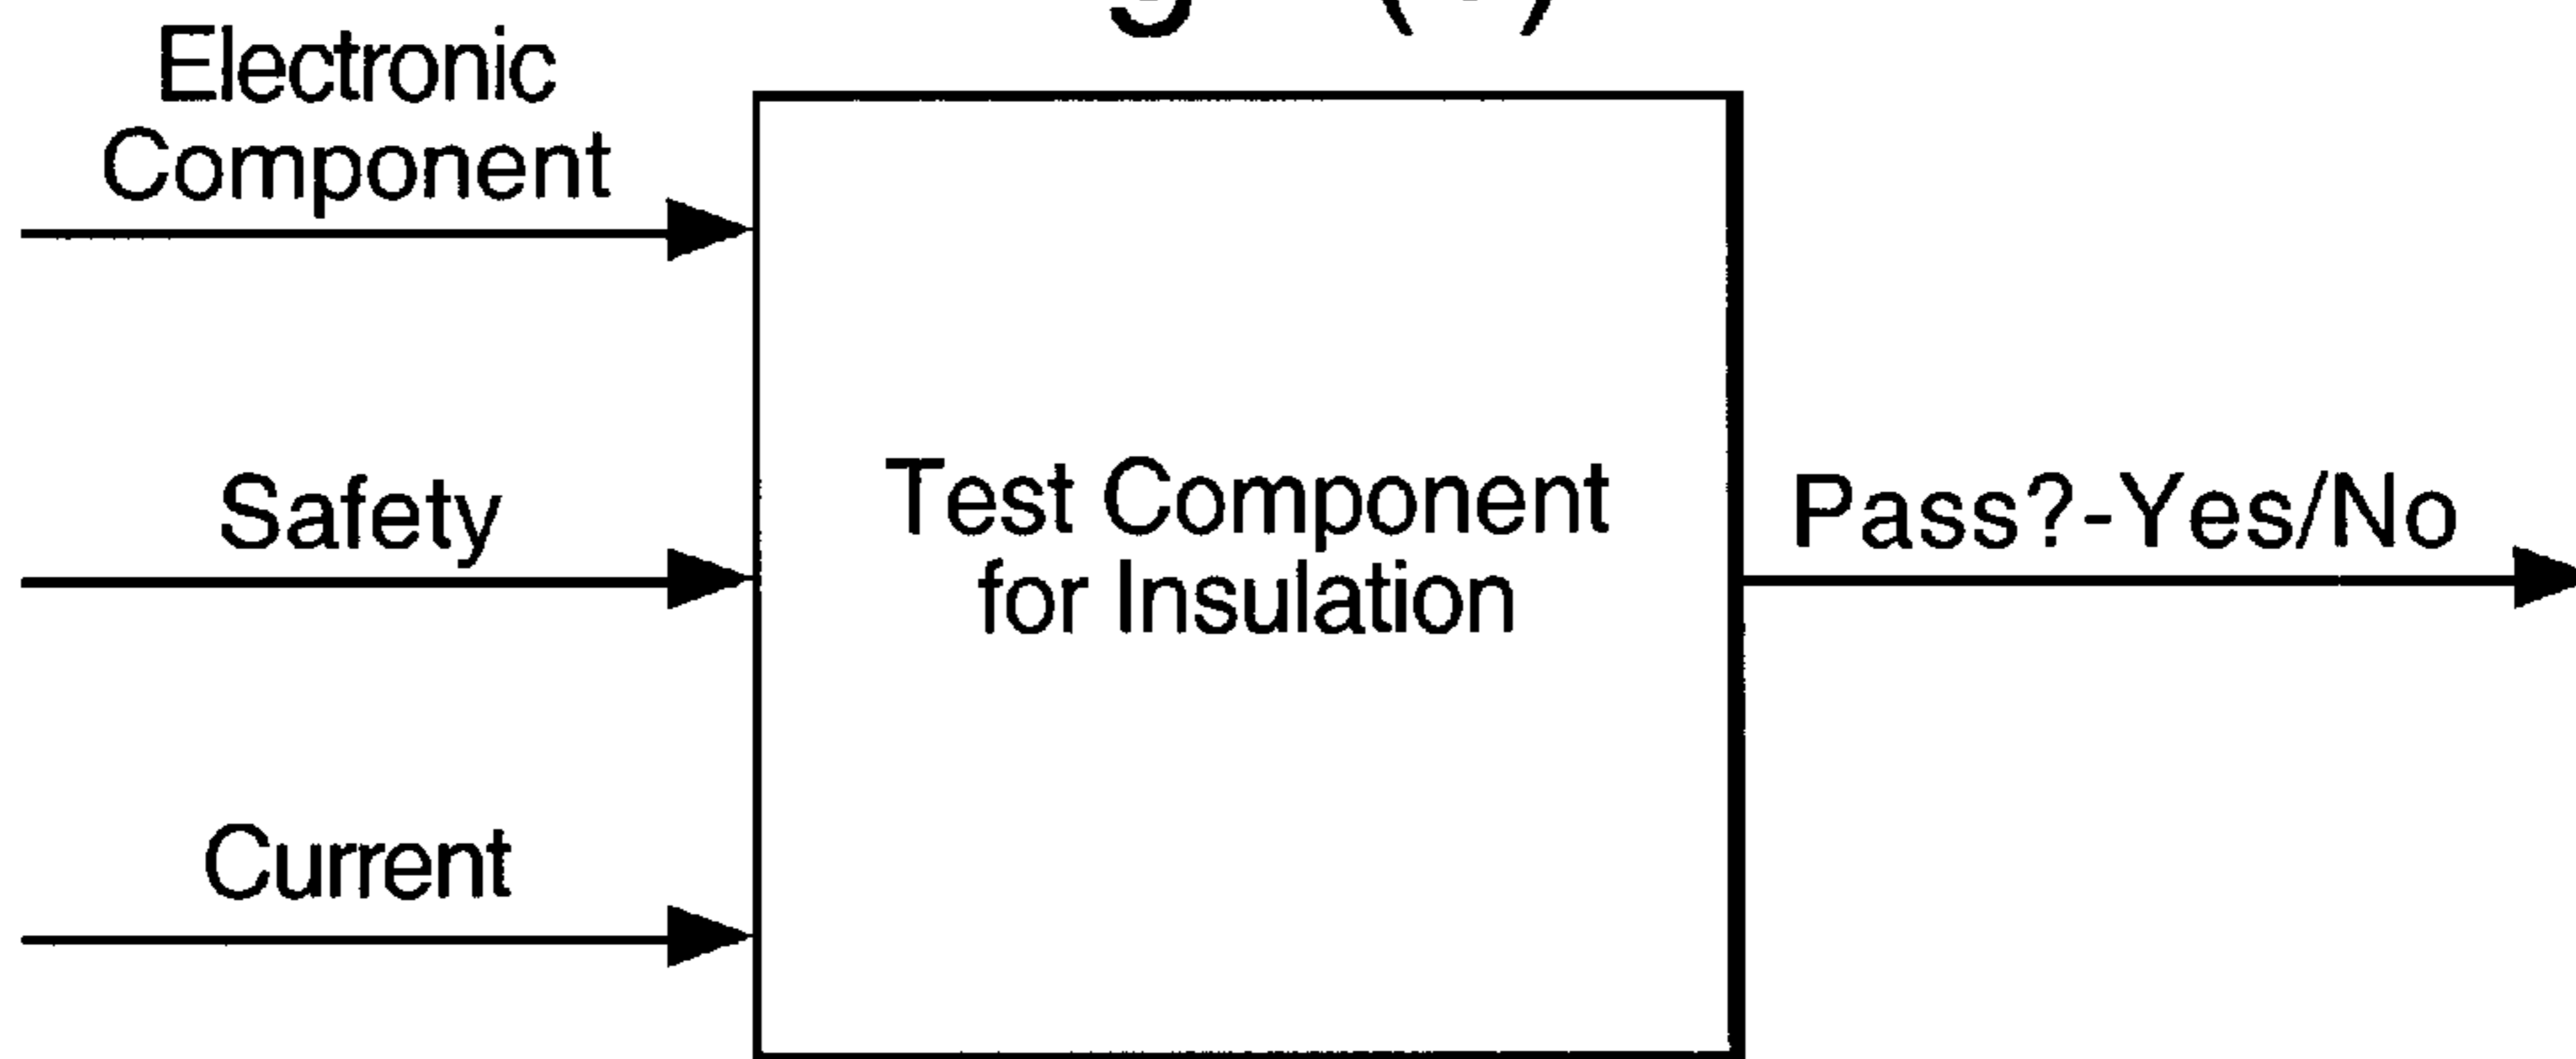 Electronic
Component
Safety
Test Component
for Insulation
Pass?-Yes/No
Current